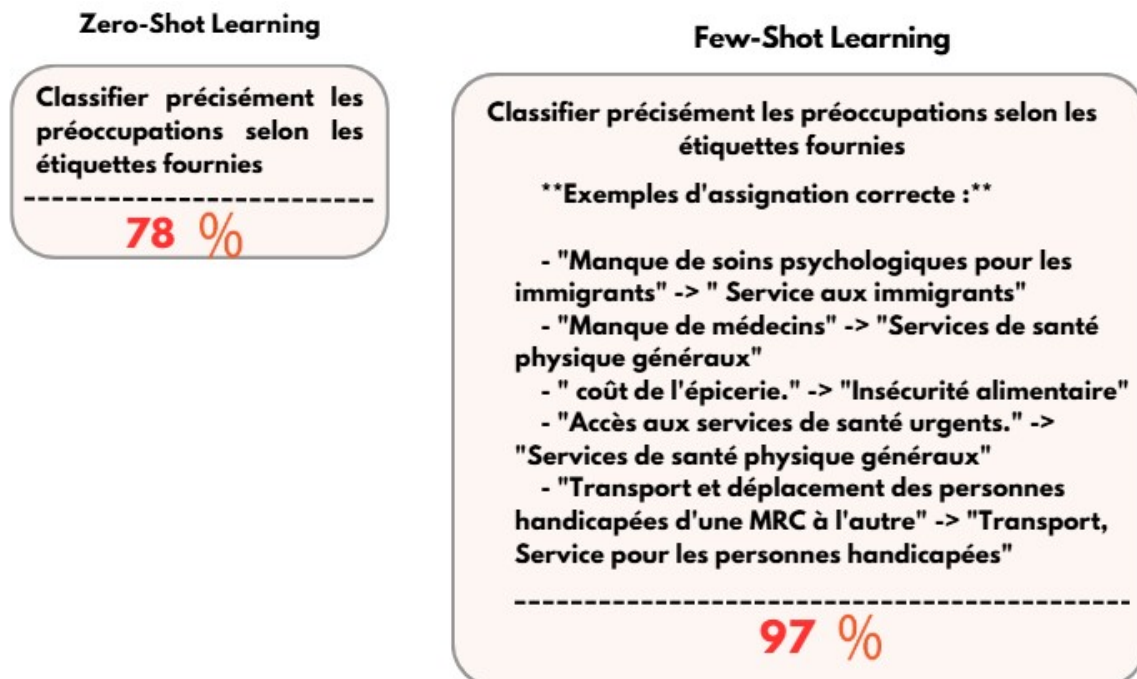 Zero-Shot Learning
Classifier précisément les
préoccupations selon les
étiquettes fournies
78 %
Few-Shot Learning
Classifier précisément les préoccupations selon les
étiquettes fournies
**Exemples d'assignation correcte :**
- "Manque de soins psychologiques pour les
immigrants" -> " Service aux immigrants"
- "Manque de médecins" -> "Services de santé
physique généraux"
- " coût de l'épicerie." -> "Insécurité alimentaire"
- "Accès aux services de santé urgents." ->
"Services de santé physique généraux"
- "Transport et déplacement des personnes
handicapées d'une MRC à l'autre" -> "Transport,
Service pour les personnes handicapées"
97 %